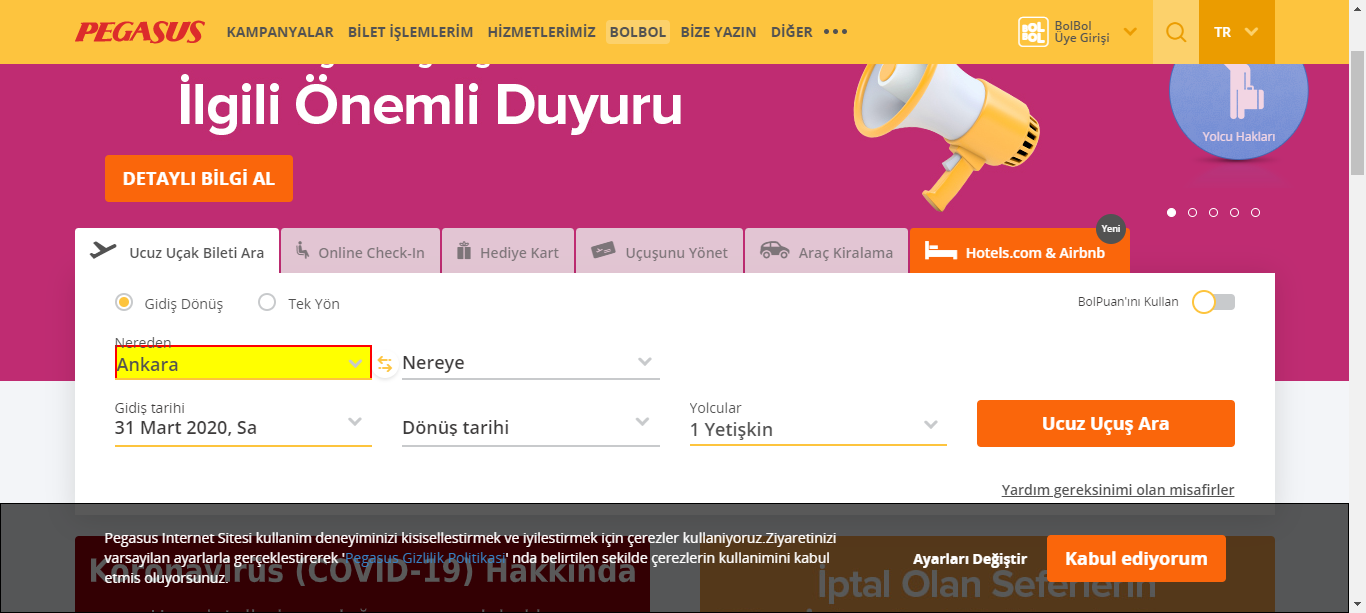 PEGASUS
KAMPANYALAR BİLET İŞLEMLERİM HİZMETLERİMİZ BOLBOL BİZE YAZIN DİĞER •••
BOL BOL
BolBol
Üye Girişi
TR
İlgili Önemli Duyuru
DETAYLI BİLGİ AL
Yolcu Hakları
Yeni
Ucuz Uçak Bileti Ara
Online Check-In
Hediye Kart
Uçuşunu Yönet
Araç Kiralama
Hotels.com & Airbnb
Gidiş Dönüş
Tek Yön
BolPuan'ını Kullan
Nereden
Ankara
Nereye
Gidiş tarihi
31 Mart 2020, Sa
Dönüş tarihi
Yolcular
1 Yetişkin
Ucuz Uçuş Ara
Yardım gereksinimi olan misafirler
Pegasus Internet Sitesi kullanim deneyiminizi kisisellestirmek ve iyilestirmek için çerezler kullaniyoruz.Ziyaretinizi
varsayilan ayarlarla gerçeklestirerek 'Pegasus Gizlilik Politikasi' nda belirtilen sekilde çerezlerin kullanimini kabul
etmis oluyorsunuz.
Ayarları Değiştir
Kabul ediyorum
Koronavirüs (COVID-19) Hakkında
İptal Olan Seferlerin